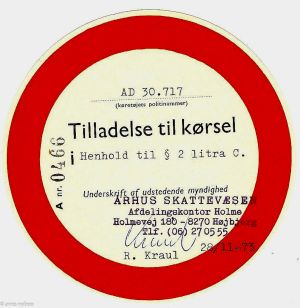 AD 30.717
(køretøjets politinummer)
Tilladelse til kørsel
i Henhold til § 2 litra C.
A nr. 0466
Underskrift af udstedende myndighed
ÅRHUS SKATTEVÆSEN
Afdelingskontor Holme
Holmevej 180 - 8270 Højbjerg
Tlf. (06) 27 05 55
28/11-73
R. Kraul